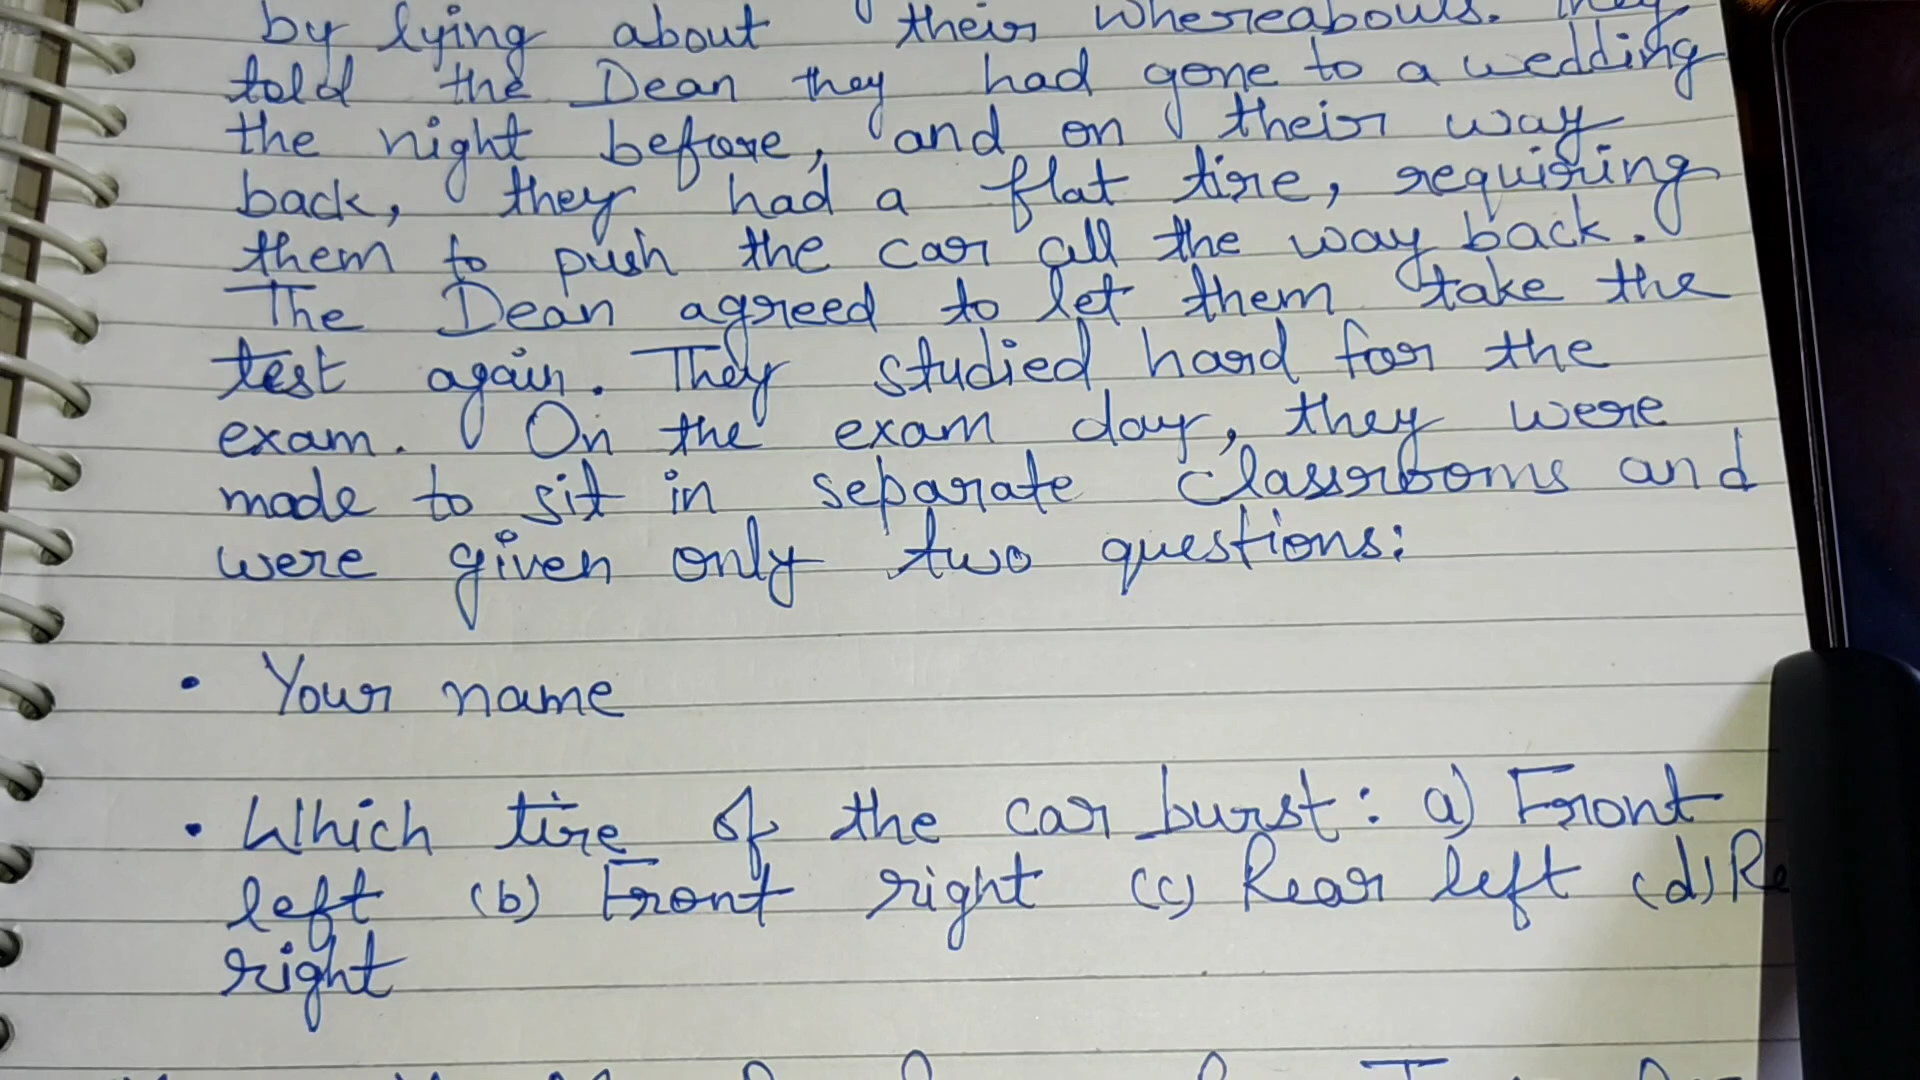 by lying about their whereabouts. They
told the Dean they had gone to a wedding
the night before, and on their way
back, they had a flat tire, requiring
them to push the car all the way back.
The Dean agreed to let them take the
test again. They studied hard for the
exam. On the exam day, they were
made to sit in separate classrooms and
were given only two questions:
• Your name
• Which tire of the car burst: a) Front
left (b) Front right (c) Rear left (d) Re
right